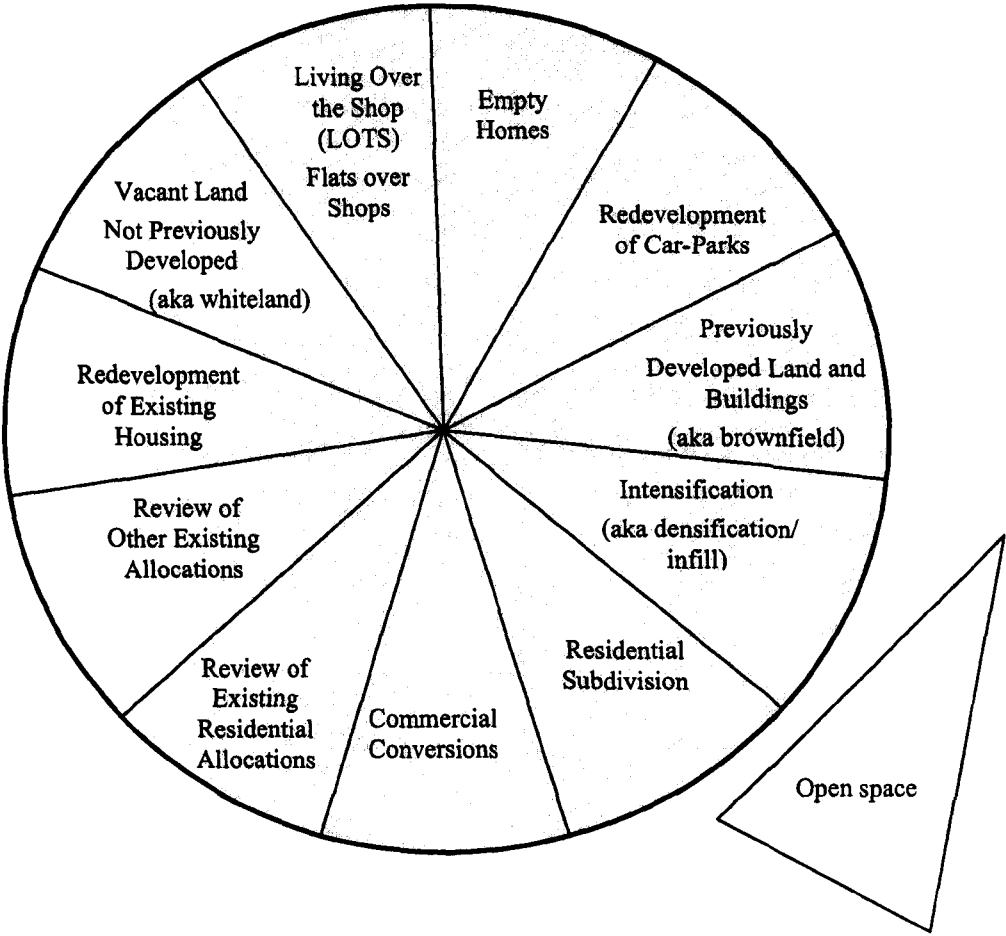 Living Over
the Shop
(LOTS)
Flats over
Shops
Empty
Homes
Redevelopment
of Car-Parks
Previously
Developed Land and
Buildings
(aka brownfield)
Intensification
(aka densification/
infill)
Residential
Subdivision
Commercial
Conversions
Review of
Existing
Residential
Allocations
Review of
Other Existing
Allocations
Redevelopment
of Existing
Housing
Vacant Land
Not Previously
Developed
(aka whiteland)
Open space